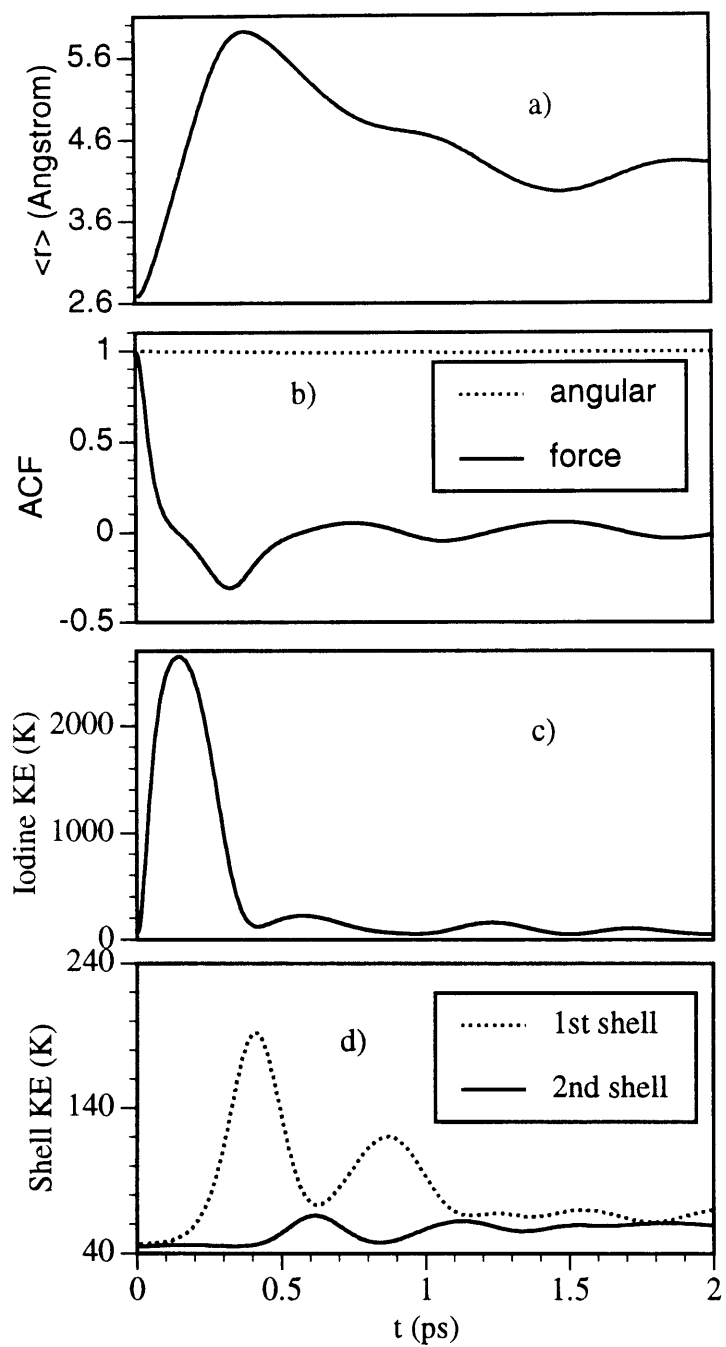 <r> (Angstrom)
5.6
4.6
3.6
2.6
a)
ACF
1
0.5
0
-0.5
b)
angular
force
Iodine KE (K)
2000
1000
0
c)
Shell KE (K)
240
140
40
d)
1st shell
2nd shell
0
0.5
1
1.5
2
t (ps)